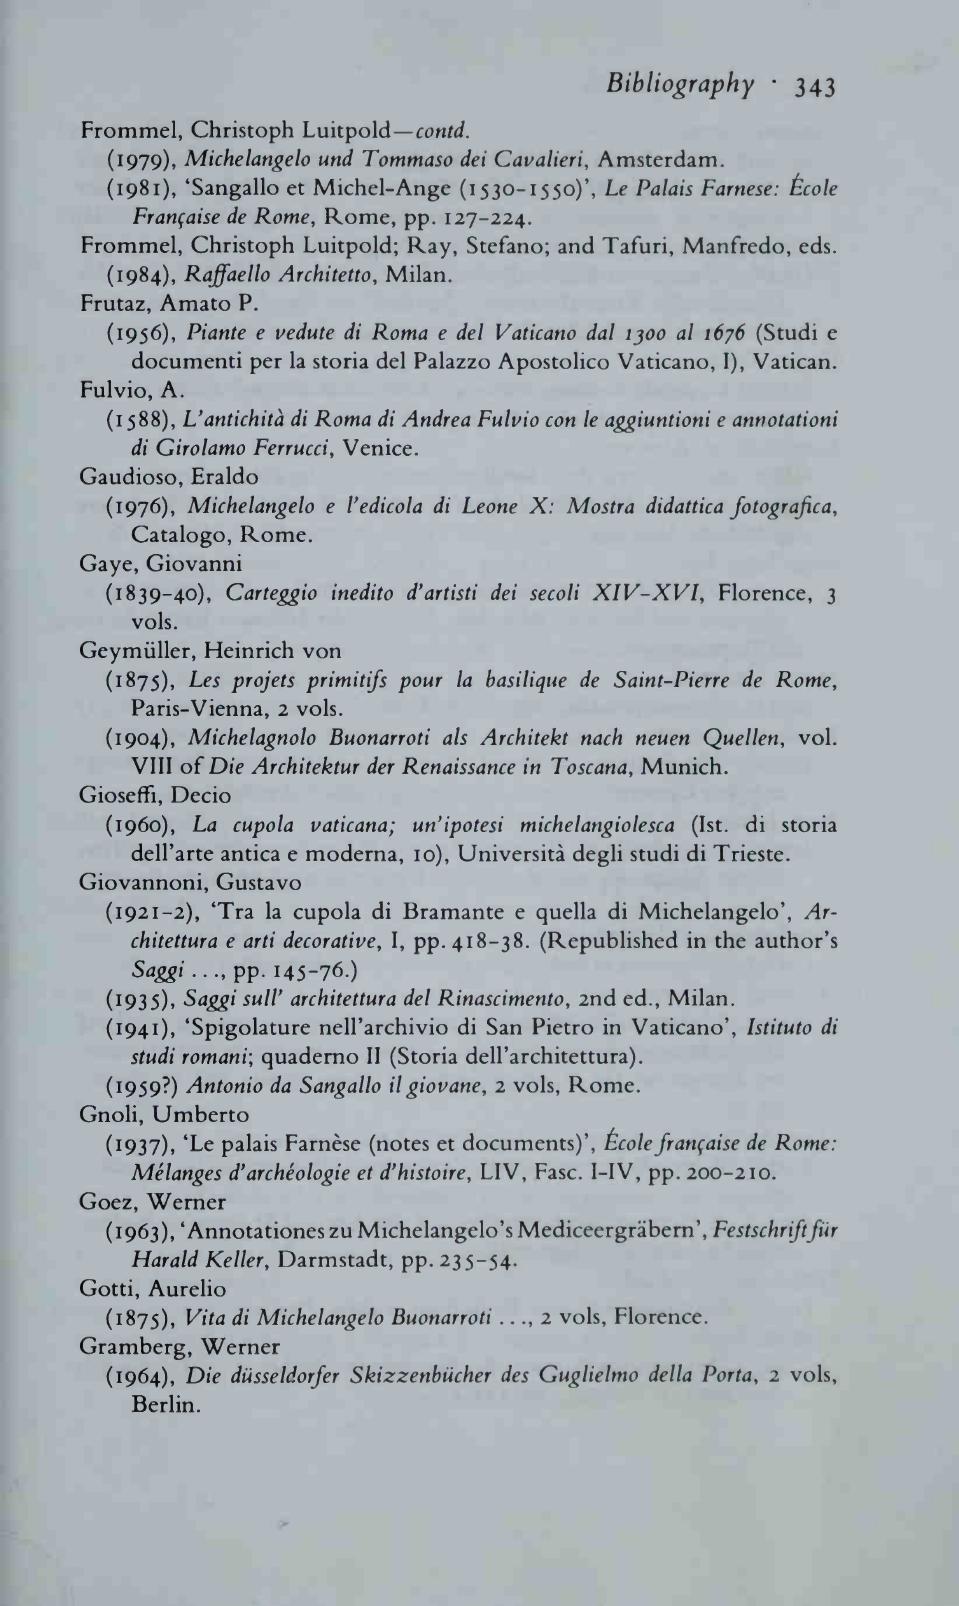 Bibliography · 343
Frommel, Christoph Luitpold—contd.
(1979), Michelangelo und Tommaso dei Cavalieri, Amsterdam.
(1981), ‘Sangallo et Michel-Ange (1530–1550)’, Le Palais Farnese: École
Française de Rome, Rome, pp. 127–224.
Frommel, Christoph Luitpold; Ray, Stefano; and Tafuri, Manfredo, eds.
(1984), Raffaello Architetto, Milan.
Frutaz, Amato P.
(1956), Piante e vedute di Roma e del Vaticano dal 1300 al 1676 (Studi e
documenti per la storia del Palazzo Apostolico Vaticano, I), Vatican.
Fulvio, A.
(1588), L’antichità di Roma di Andrea Fulvio con le aggiuntioni e annotationi
di Girolamo Ferrucci, Venice.
Gaudioso, Eraldo
(1976), Michelangelo e l’edicola di Leone X: Mostra didattica fotografica,
Catalogo, Rome.
Gaye, Giovanni
(1839–40), Carteggio inedito d’artisti dei secoli XIV–XVI, Florence, 3
vols.
Geymüller, Heinrich von
(1875), Les projets primitifs pour la basilique de Saint-Pierre de Rome,
Paris-Vienna, 2 vols.
(1904), Michelagnolo Buonarroti als Architekt nach neuen Quellen, vol.
VIII of Die Architektur der Renaissance in Toscana, Munich.
Gioseffi, Decio
(1960), La cupola vaticana; un’ipotesi michelangiolesca (Ist. di storia
dell’arte antica e moderna, 10), Università degli studi di Trieste.
Giovannoni, Gustavo
(1921–2), ‘Tra la cupola di Bramante e quella di Michelangelo’, Ar-
chitettura e arti decorative, I, pp. 418–38. (Republished in the author’s
Saggi . . ., pp. 145–76.)
(1935), Saggi sull’ architettura del Rinascimento, 2nd ed., Milan.
(1941), ‘Spigolature nell’archivio di San Pietro in Vaticano’, Istituto di
studi romani; quaderno II (Storia dell’architettura).
(1959?) Antonio da Sangallo il giovane, 2 vols, Rome.
Gnoli, Umberto
(1937), ‘Le palais Farnèse (notes et documents)’, École française de Rome:
Mélanges d’archéologie et d’histoire, LIV, Fasc. I–IV, pp. 200–210.
Goez, Werner
(1963), ‘Annotationes zu Michelangelo’s Mediceergräbern’, Festschrift für
Harald Keller, Darmstadt, pp. 235–54.
Gotti, Aurelio
(1875), Vita di Michelangelo Buonarroti . . ., 2 vols, Florence.
Gramberg, Werner
(1964), Die düsseldorfer Skizzenbücher des Guglielmo della Porta, 2 vols,
Berlin.